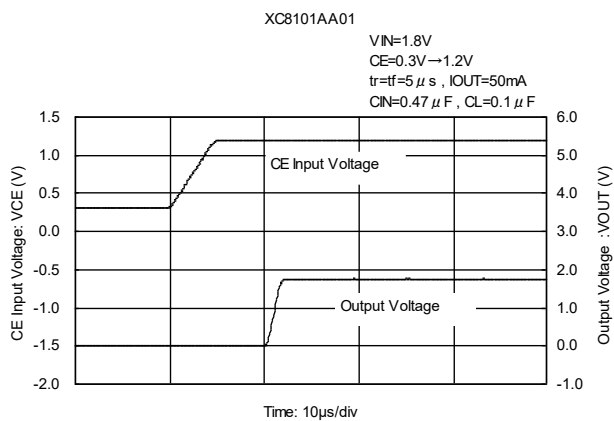 XC8101AA01
VIN=1.8V
CE=0.3V→1.2V
tr=tf=5μs , IOUT=50mA
CIN=0.47μF , CL=0.1μF
CE Input Voltage: VCE (V)
1.5
1.0
0.5
0.0
-0.5
-1.0
-1.5
-2.0
CE Input Voltage
Output Voltage
6.0
5.0
4.0
3.0
2.0
1.0
0.0
-1.0
Output Voltage :VOUT (V)
Time: 10μs/div